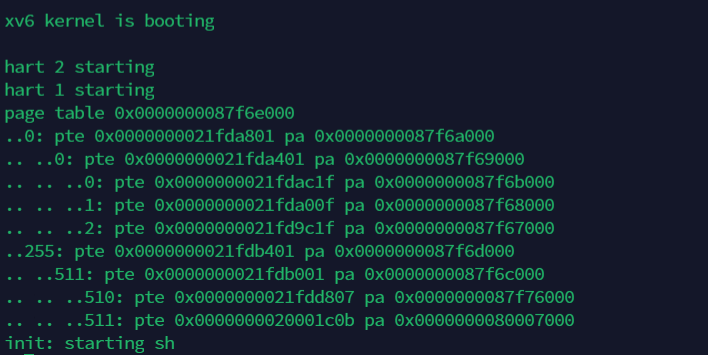 xv6 kernel is booting
hart 2 starting
hart 1 starting
page table 0x0000000087f6e000
..0: pte 0x0000000021fda801 pa 0x0000000087f6a000
.. ..0: pte 0x0000000021fda401 pa 0x0000000087f69000
.. .. ..0: pte 0x0000000021fdac1f pa 0x0000000087f6b000
.. .. ..1: pte 0x0000000021fda00f pa 0x0000000087f68000
.. .. ..2: pte 0x0000000021fd9c1f pa 0x0000000087f67000
..255: pte 0x0000000021fdb401 pa 0x0000000087f6d000
.. ..511: pte 0x0000000021fdb001 pa 0x0000000087f6c000
.. .. ..510: pte 0x0000000021fdd807 pa 0x0000000087f76000
.. .. ..511: pte 0x0000000020001c0b pa 0x0000000080007000
init: starting sh